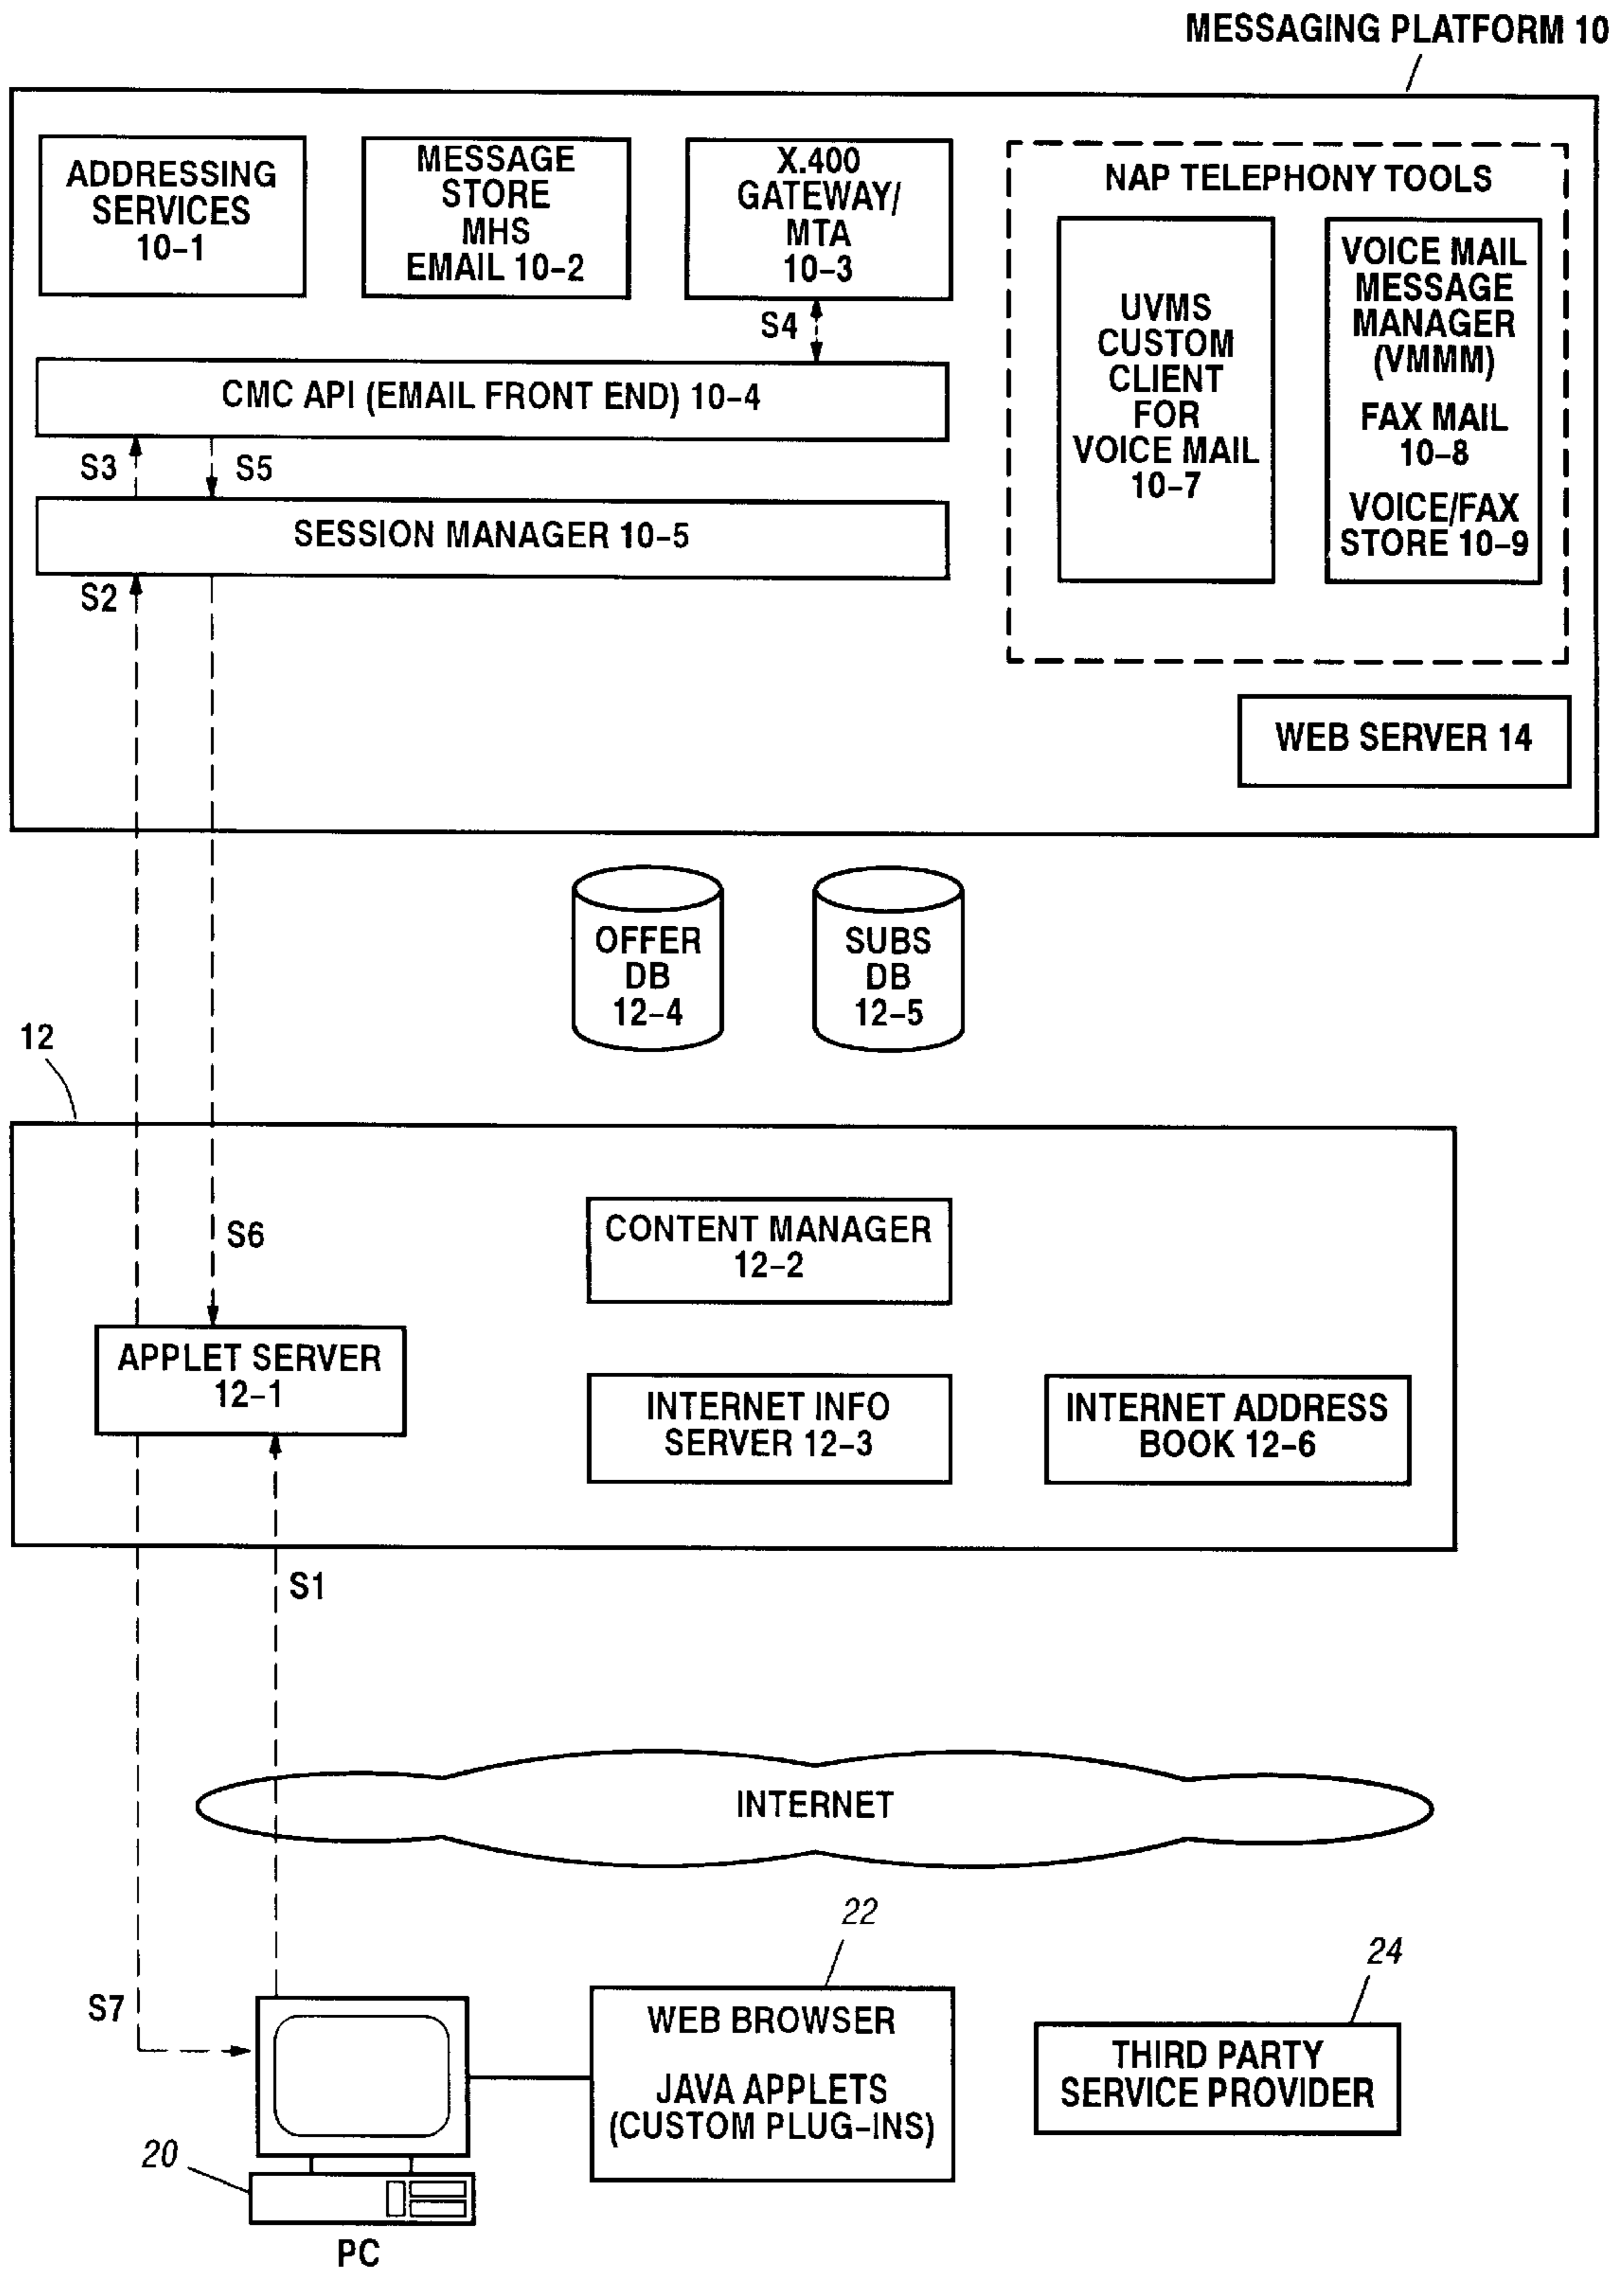 MESSAGING PLATFORM 10
ADDRESSING
SERVICES
10-1
MESSAGE
STORE
MHS
EMAIL 10-2
X.400
GATEWAY/
MTA
10-3
NAP TELEPHONY TOOLS
UVMS
CUSTOM
CLIENT
FOR
VOICE MAIL
10-7
VOICE MAIL
MESSAGE
MANAGER
(VMMM)
FAX MAIL
10-8
VOICE/FAX
STORE 10-9
S4
CMC API (EMAIL FRONT END) 10-4
S3
S5
SESSION MANAGER 10-5
S2
WEB SERVER 14
OFFER
DB
12-4
SUBS
DB
12-5
12
CONTENT MANAGER
12-2
S6
APPLET SERVER
12-1
INTERNET INFO
SERVER 12-3
INTERNET ADDRESS
BOOK 12-6
S1
INTERNET
22
24
S7
WEB BROWSER
JAVA APPLETS
(CUSTOM PLUG-INS)
THIRD PARTY
SERVICE PROVIDER
20
PC